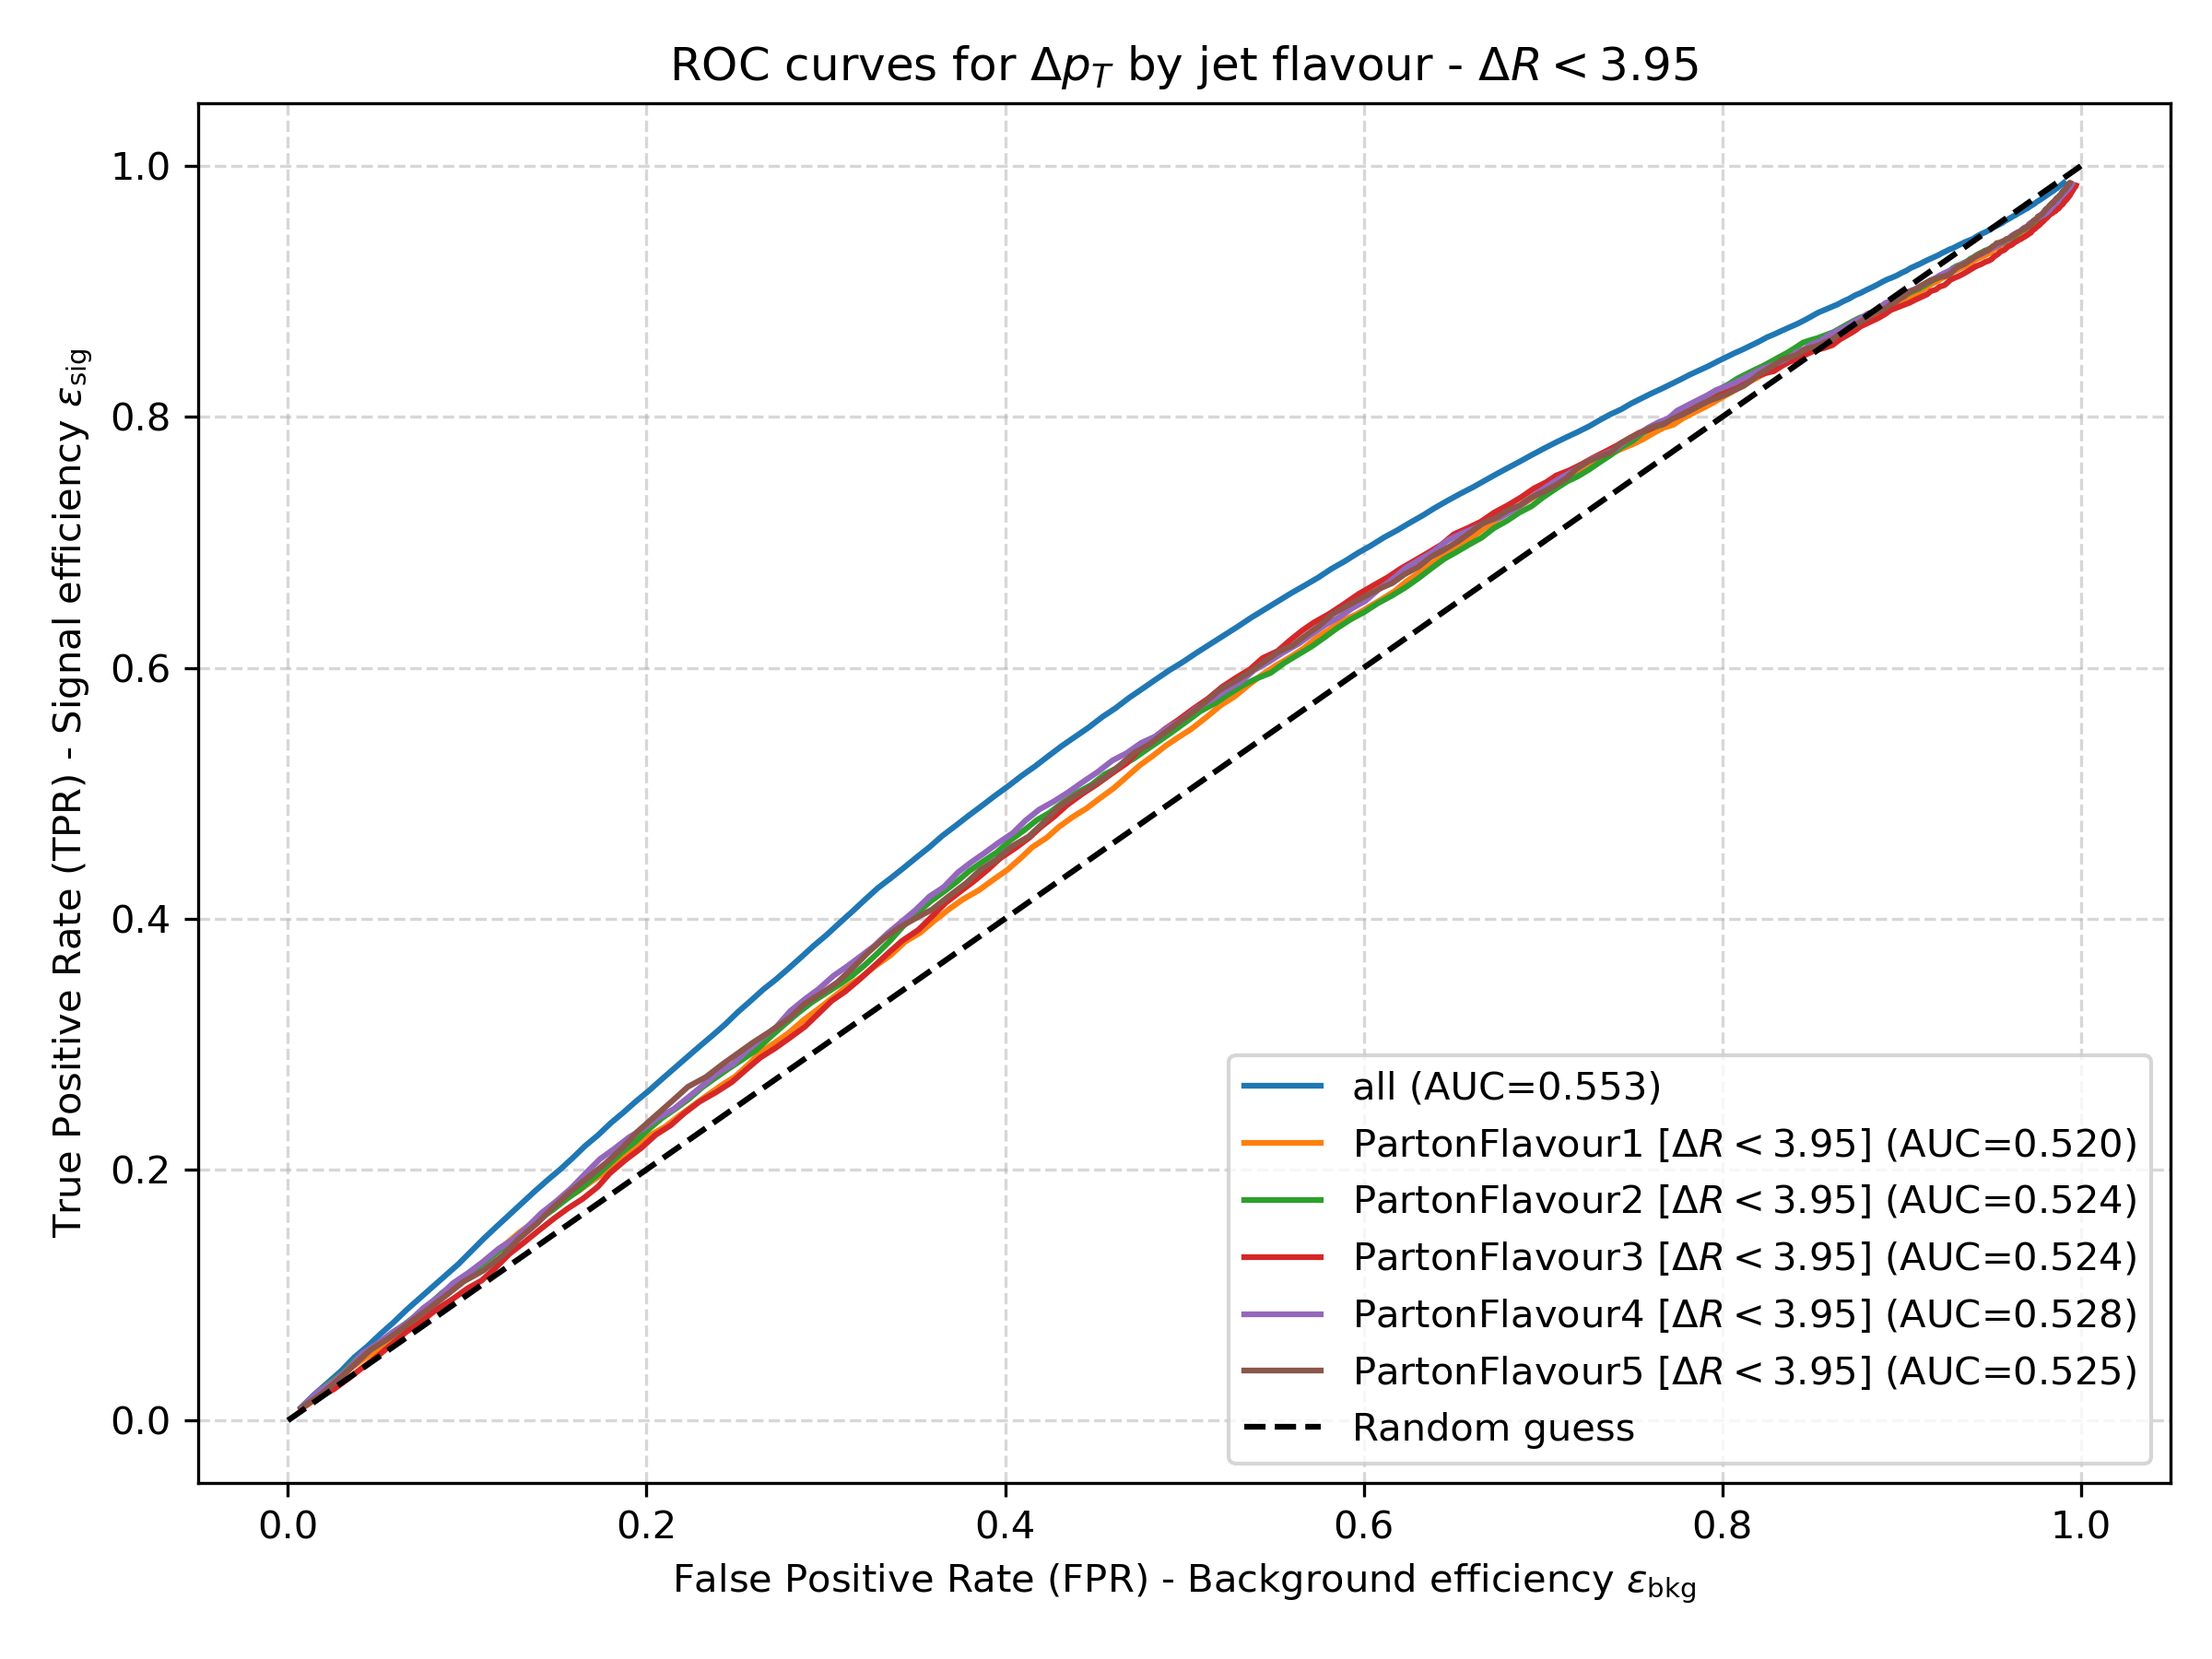 ROC curves for Δp_T by jet flavour - ΔR < 3.95
True Positive Rate (TPR) - Signal efficiency ε_sig
1.0
0.8
0.6
0.4
0.2
0.0
all (AUC=0.553)
PartonFlavour1 [ΔR < 3.95] (AUC=0.520)
PartonFlavour2 [ΔR < 3.95] (AUC=0.524)
PartonFlavour3 [ΔR < 3.95] (AUC=0.524)
PartonFlavour4 [ΔR < 3.95] (AUC=0.528)
PartonFlavour5 [ΔR < 3.95] (AUC=0.525)
Random guess
0.0 0.2 0.4 0.6 0.8 1.0
False Positive Rate (FPR) - Background efficiency ε_bkg